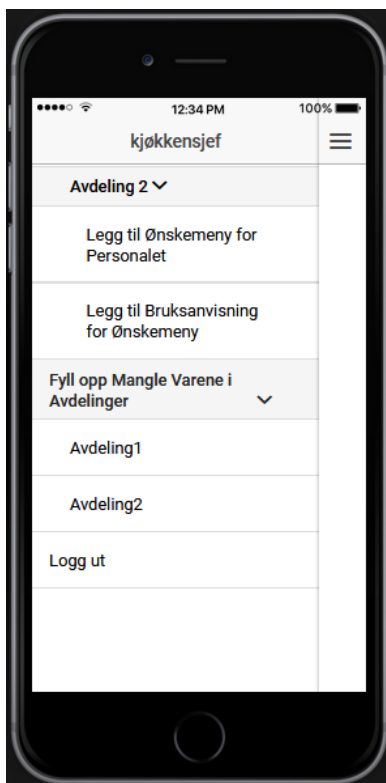 12:34 PM 100%
kjøkkensjef
Avdeling 2
Legg til Ønskemeny for
Personalet
Legg til Bruksanvisning
for Ønskemeny
Fyll opp Mangle Varene i
Avdelinger
Avdeling1
Avdeling2
Logg ut